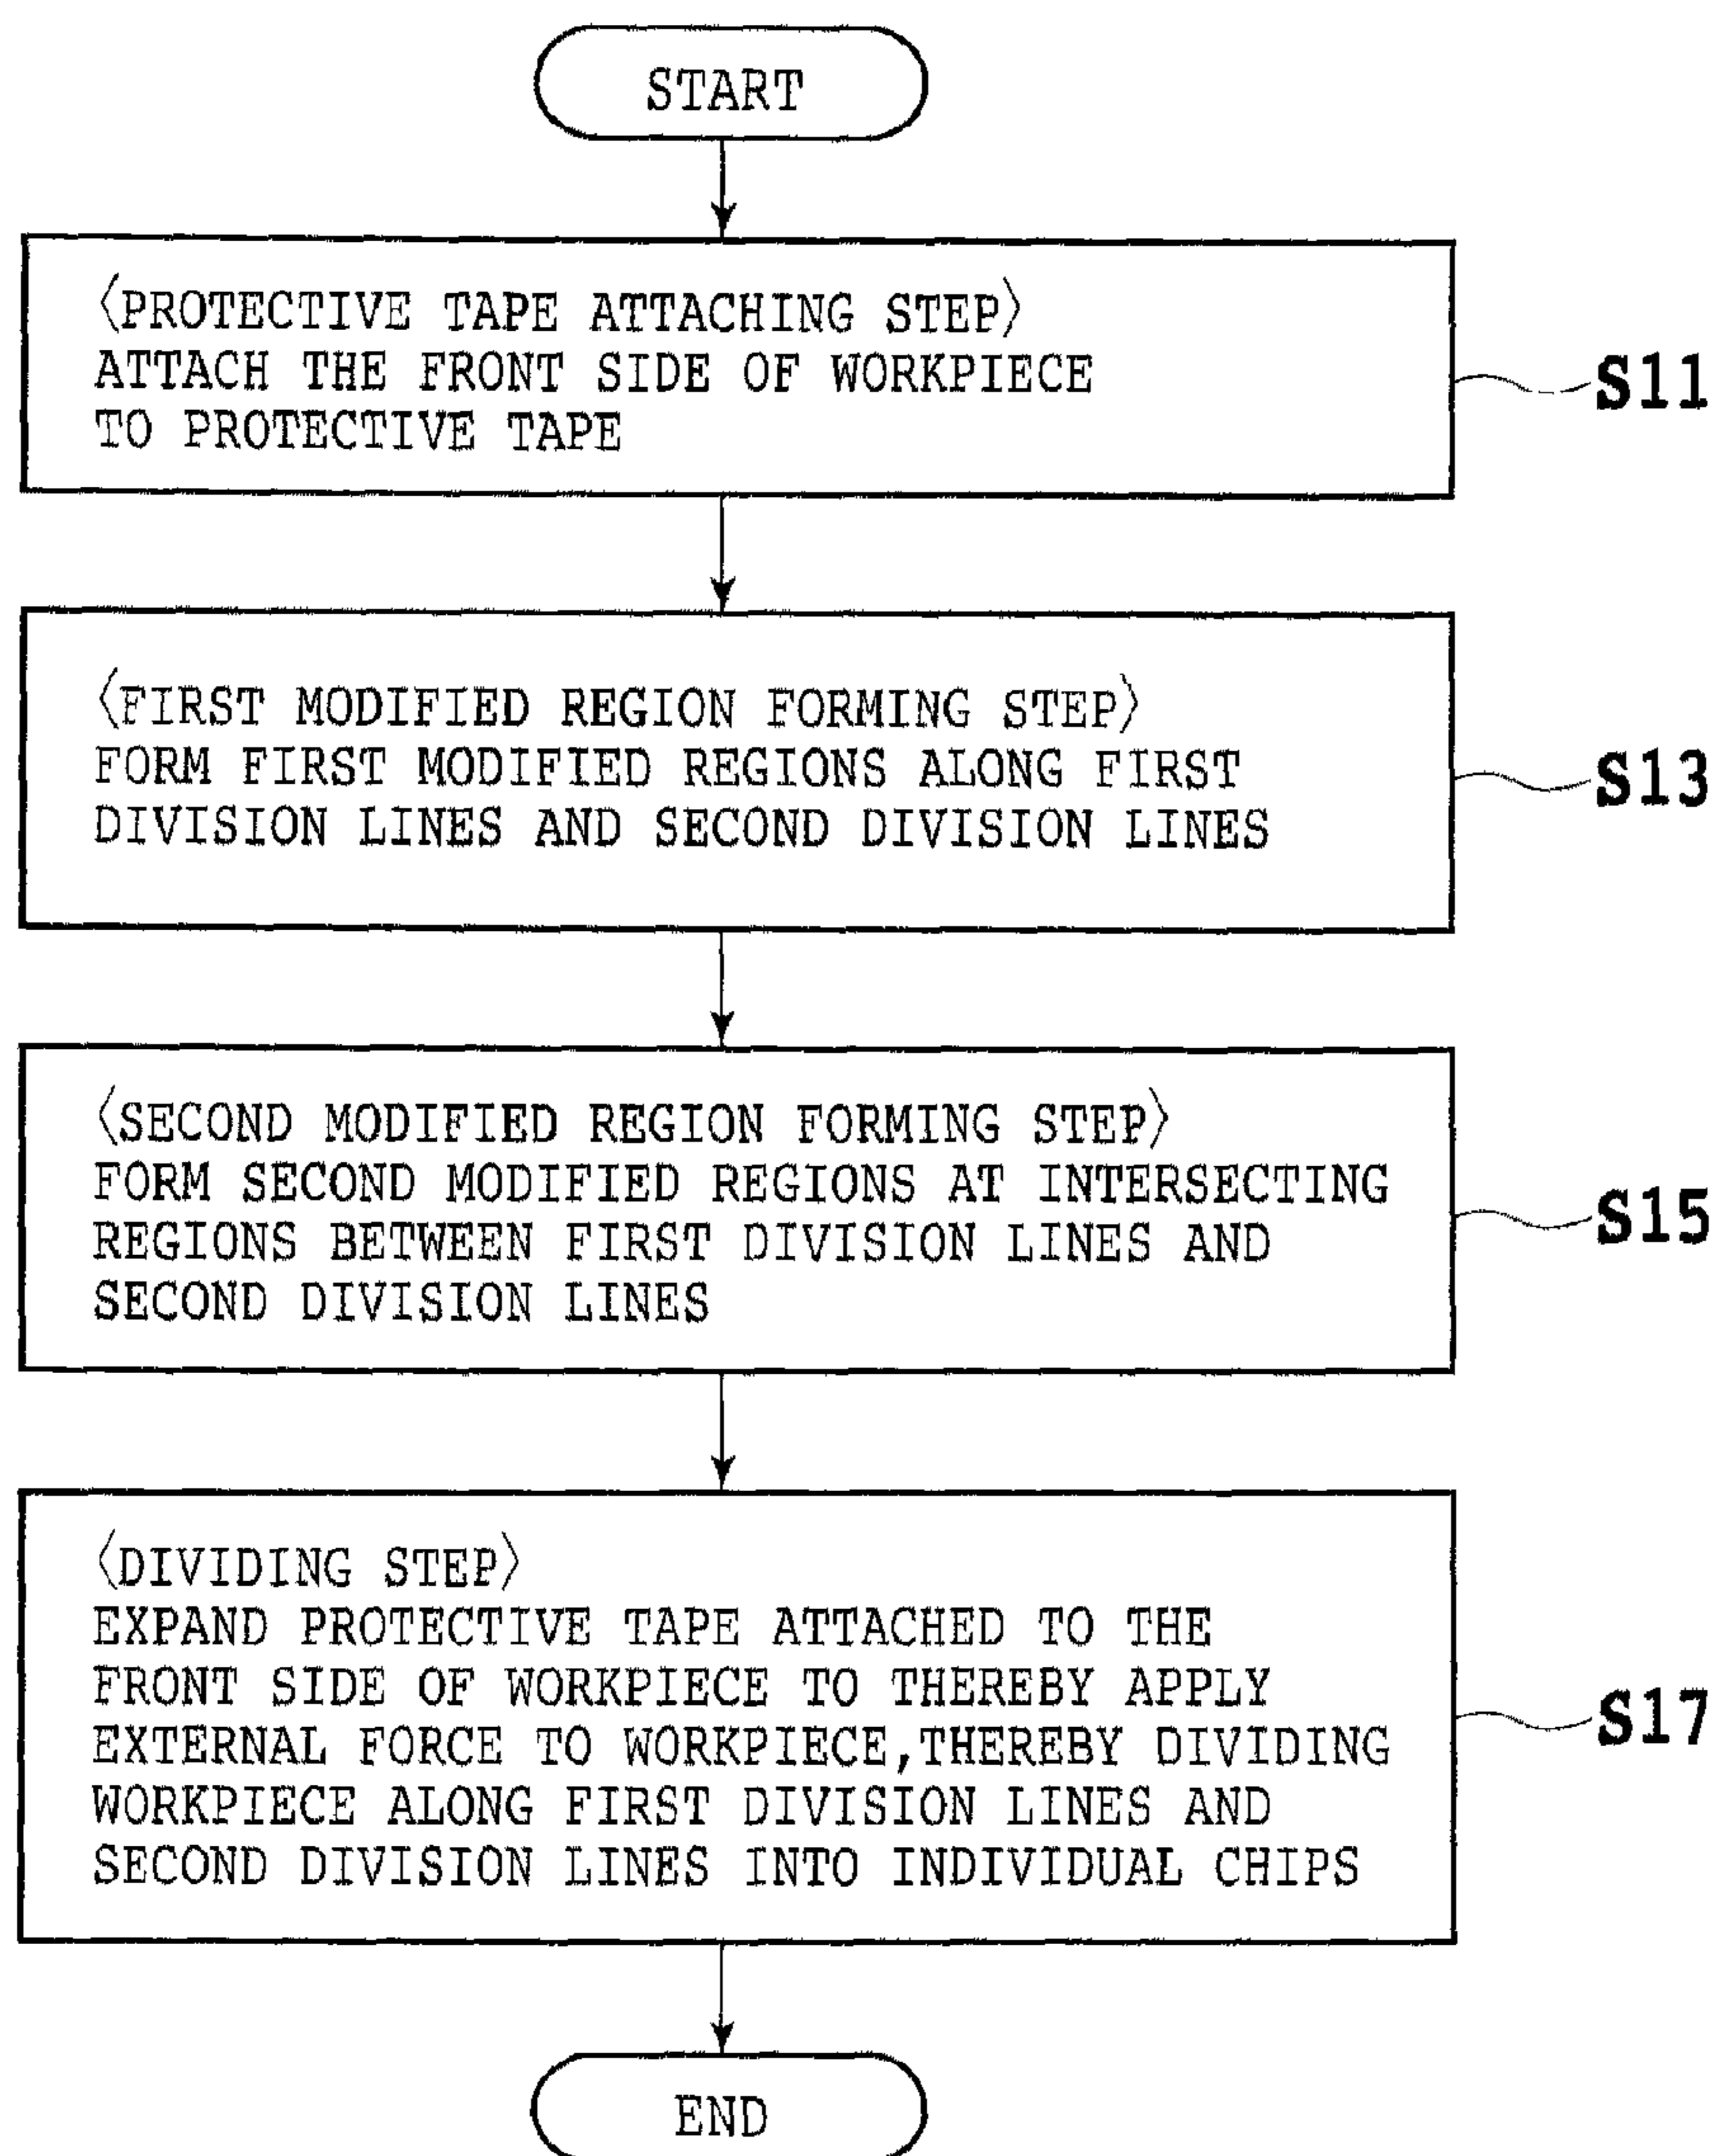 START
〈PROTECTIVE TAPE ATTACHING STEP〉
ATTACH THE FRONT SIDE OF WORKPIECE
TO PROTECTIVE TAPE
S11
〈FIRST MODIFIED REGION FORMING STEP〉
FORM FIRST MODIFIED REGIONS ALONG FIRST
DIVISION LINES AND SECOND DIVISION LINES
S13
〈SECOND MODIFIED REGION FORMING STEP〉
FORM SECOND MODIFIED REGIONS AT INTERSECTING
REGIONS BETWEEN FIRST DIVISION LINES AND
SECOND DIVISION LINES
S15
〈DIVIDING STEP〉
EXPAND PROTECTIVE TAPE ATTACHED TO THE
FRONT SIDE OF WORKPIECE TO THEREBY APPLY
EXTERNAL FORCE TO WORKPIECE,THEREBY DIVIDING
WORKPIECE ALONG FIRST DIVISION LINES AND
SECOND DIVISION LINES INTO INDIVIDUAL CHIPS
S17
END